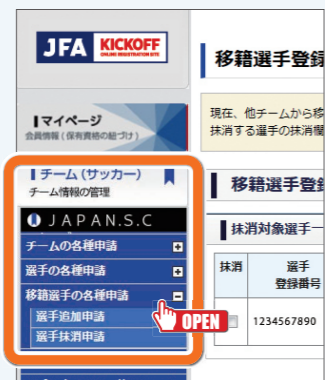 JFA KICKOFF
ONLINE REGISTRATION SITE
マイページ
会員情報（保有資格の紐づけ）
チーム（サッカー）
チーム情報の管理
JAPAN.S.C
チームの各種申請
選手の各種申請
移籍選手の各種申請
選手追加申請
選手抹消申請
OPEN
移籍選手登録
現在、他チームから移
抹消する選手の抹消欄
移籍選手登録
抹消対象選手一
抹消
選手
登録番号
1234567890